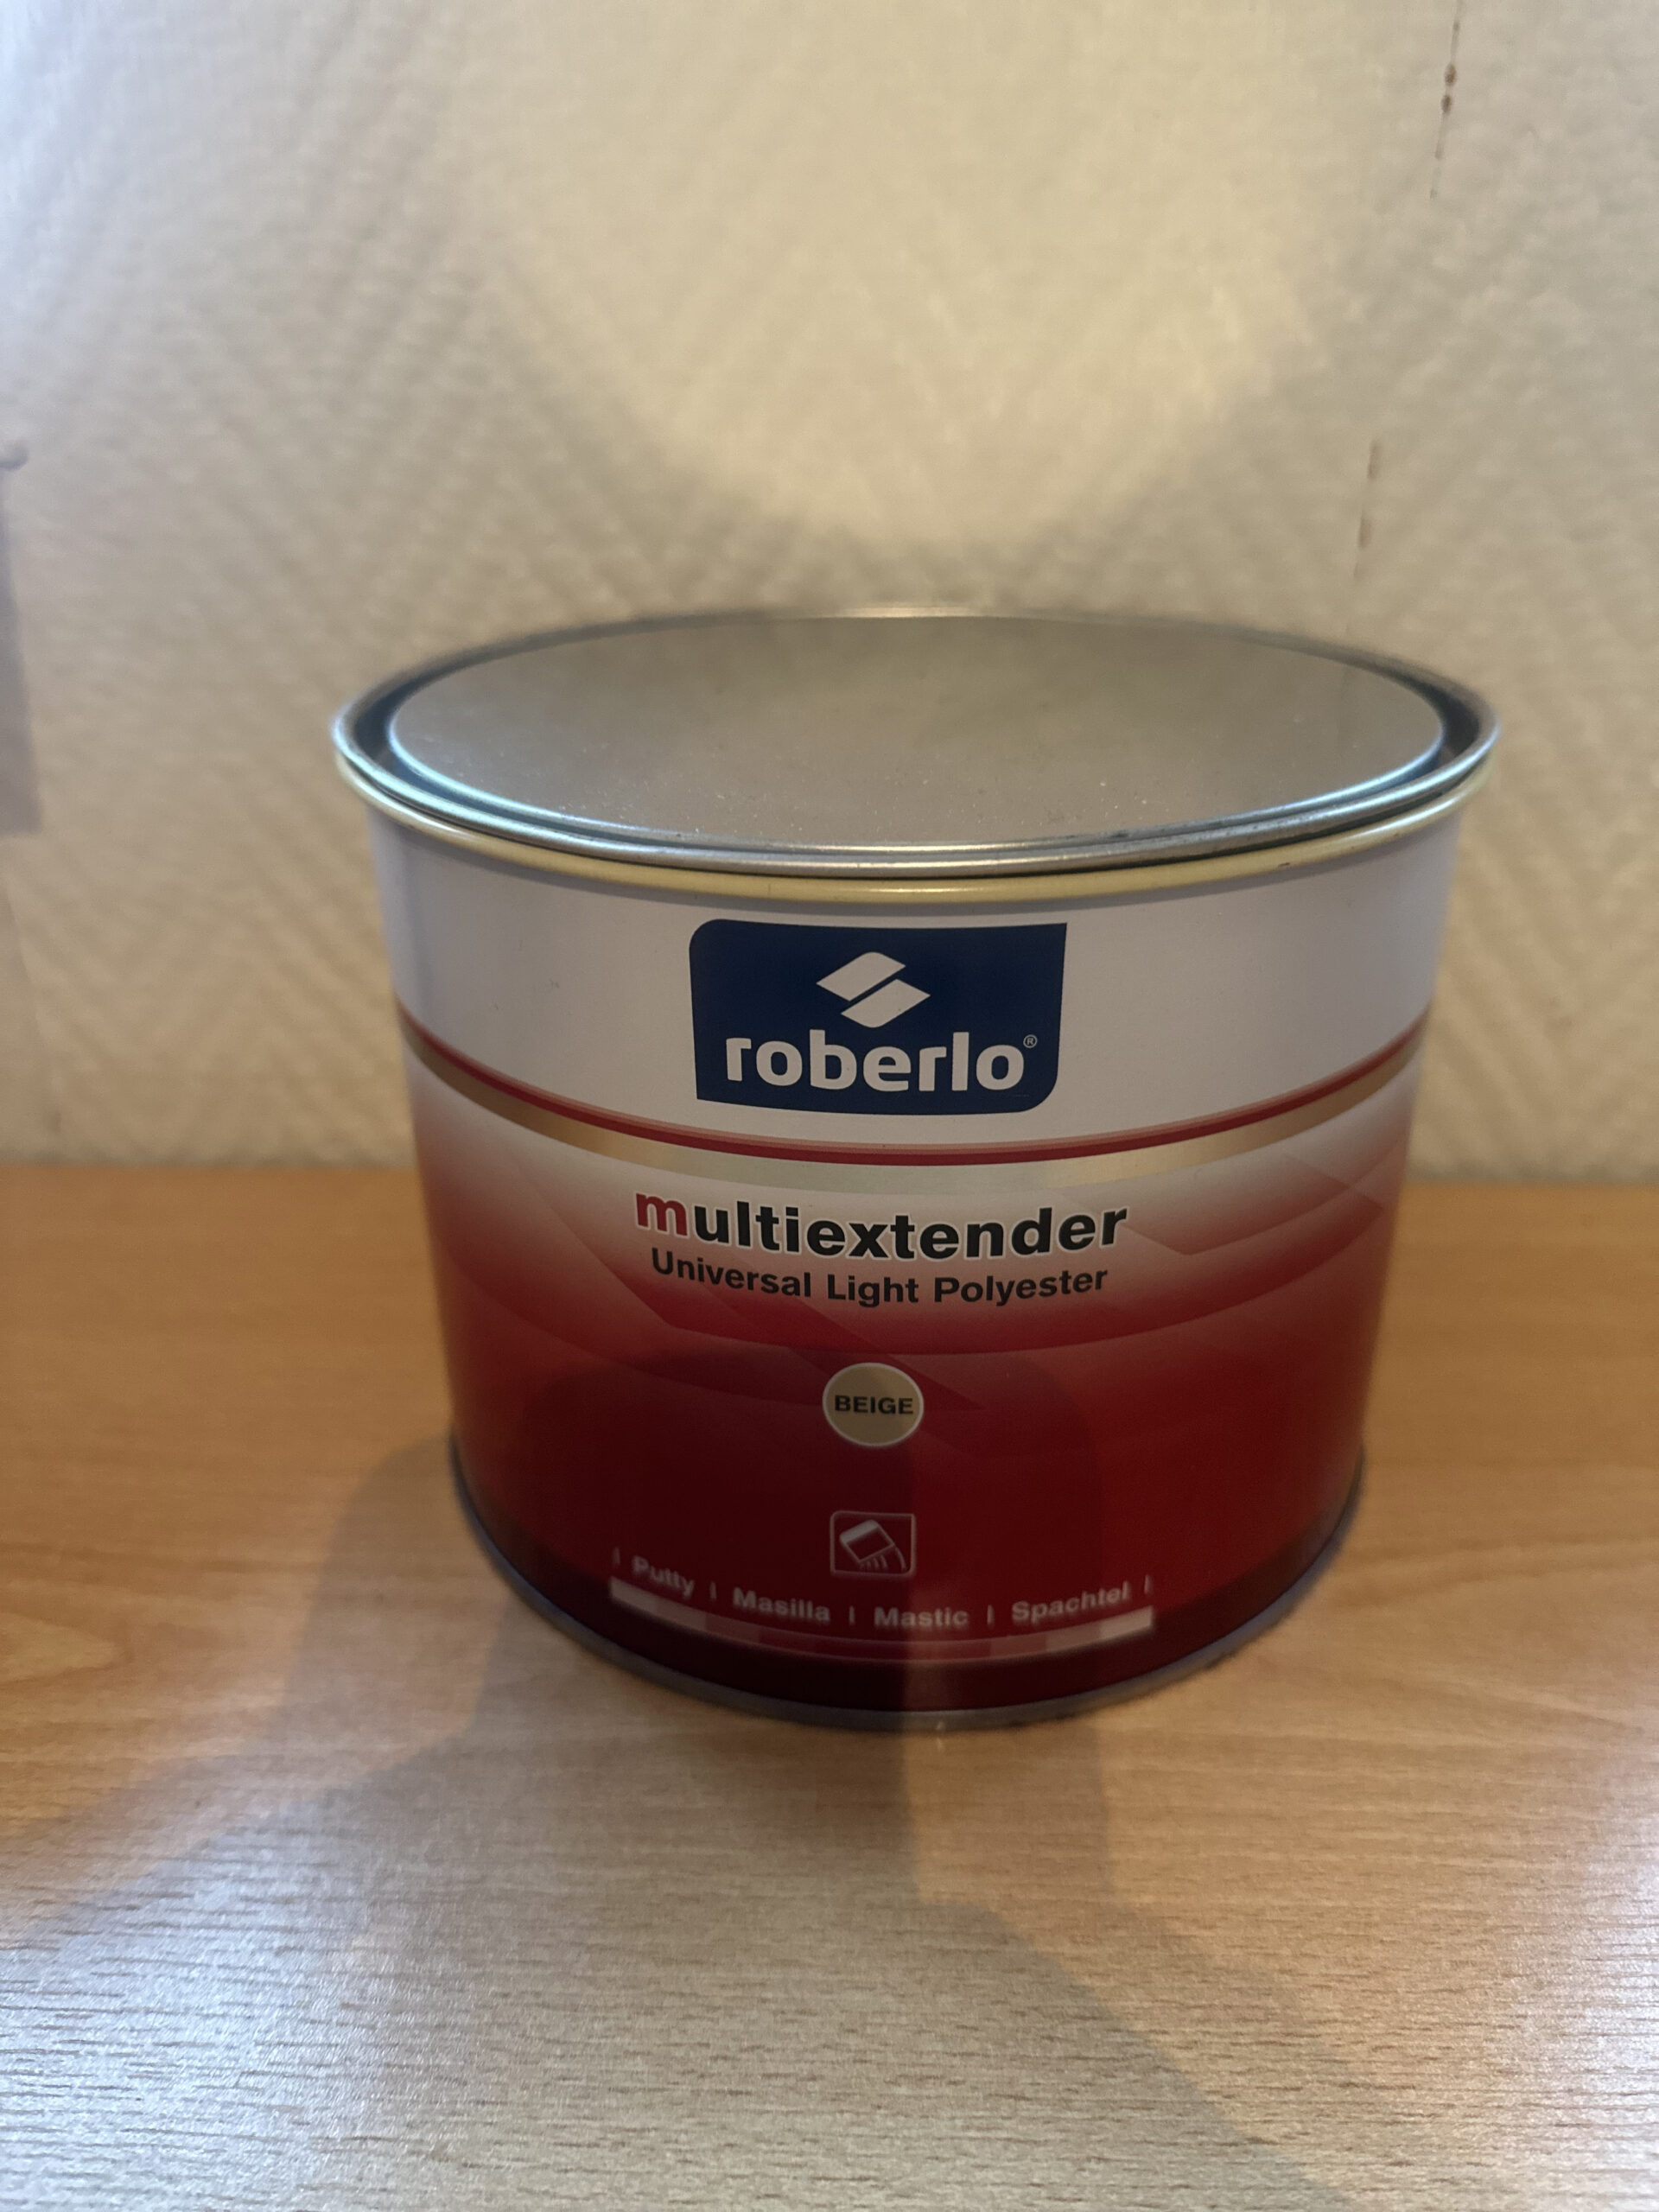 roberlo®
multiextender
Universal Light Polyester
BEIGE
| Putty | Masilla | Mastic | Spachtel |